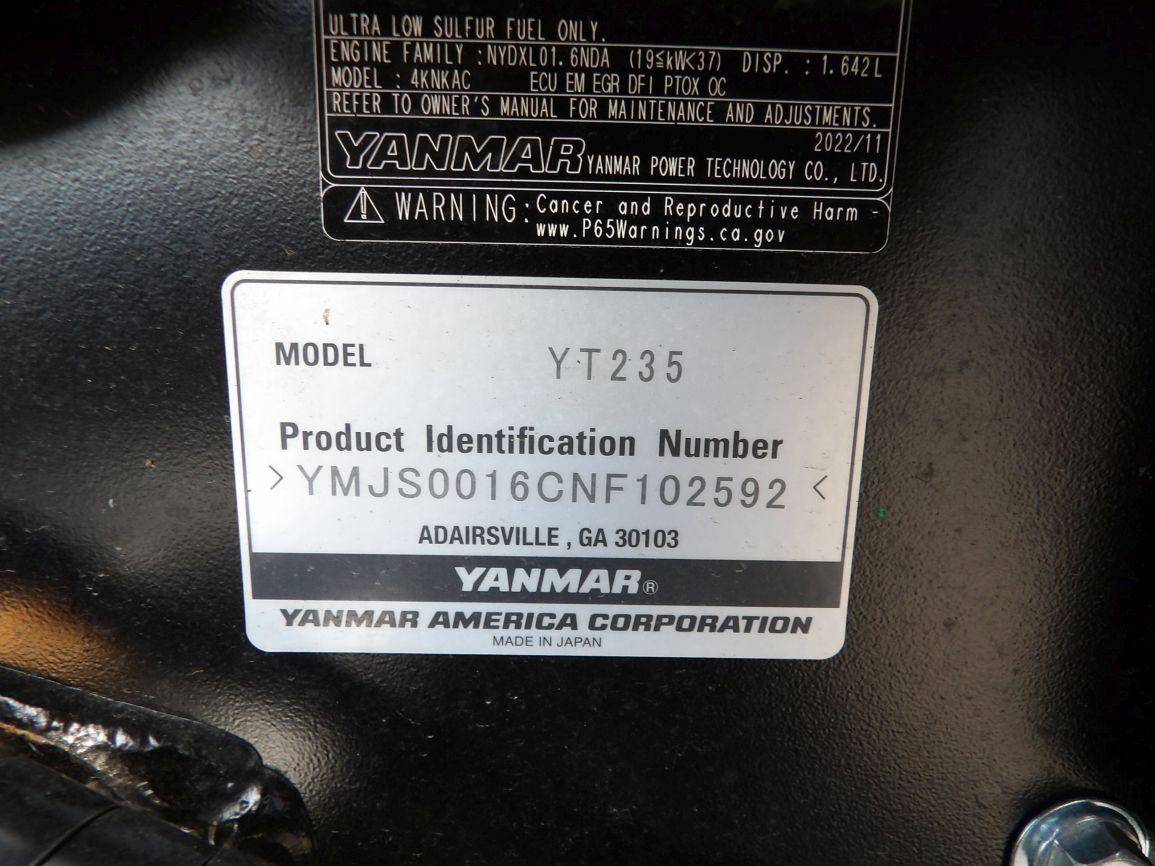 ULTRA LOW SULFUR FUEL ONLY.
ENGINE FAMILY : NYDXL01.6NDA (19≦kW<37) DISP. : 1.642L
MODEL : 4KNKAC ECU EM EGR DFI PTOX OC
REFER TO OWNER'S MANUAL FOR MAINTENANCE AND ADJUSTMENTS.
2022/11
YANMAR YANMAR POWER TECHNOLOGY CO., LTD.
WARNING: Cancer and Reproductive Harm -
www.P65Warnings.ca.gov
MODEL YT235
Product Identification Number
>YMJS0016CNF102592<
ADAIRSVILLE , GA 30103
YANMAR®
YANMAR AMERICA CORPORATION
MADE IN JAPAN